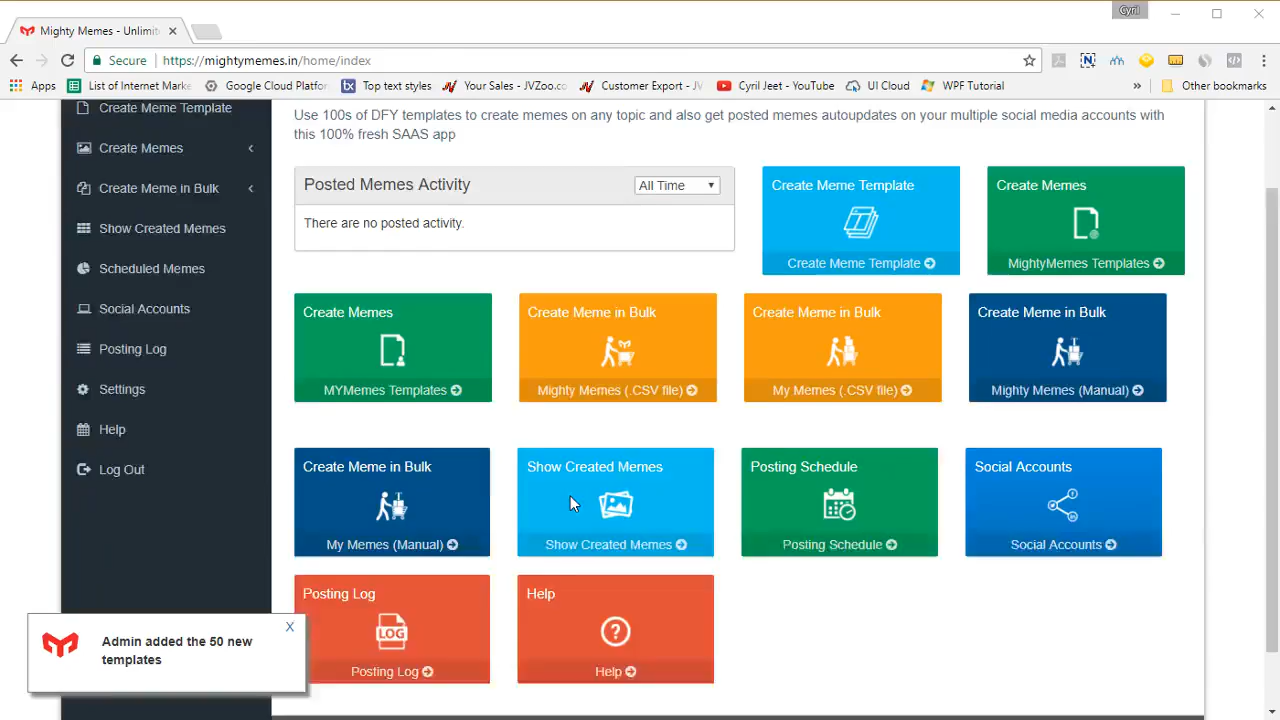 Cyril
Mighty Memes - Unlimit
Secure
https://mightymemes.in/home/index
Apps
List of Internet Marke
Google Cloud Platfor
Top text styles
Your Sales - JVZoo.co
Customer Export - JV
Cyril Jeet - YouTube
UI Cloud
WPF Tutorial
»
Other bookmarks
Create Meme Template
Create Memes
Create Meme in Bulk
Show Created Memes
Scheduled Memes
Social Accounts
Posting Log
Settings
Help
Log Out
Use 100s of DFY templates to create memes on any topic and also get posted memes autoupdates on your multiple social media accounts with
this 100% fresh SAAS app
Posted Memes Activity
All Time
There are no posted activity.
Create Meme Template
Create Meme Template
Create Memes
MightyMemes Templates
Create Memes
MYMemes Templates
Create Meme in Bulk
Mighty Memes (.CSV file)
Create Meme in Bulk
My Memes (.CSV file)
Create Meme in Bulk
Mighty Memes (Manual)
Create Meme in Bulk
My Memes (Manual)
Show Created Memes
Show Created Memes
Posting Schedule
Posting Schedule
Social Accounts
Social Accounts
Posting Log
LOG
Posting Log
Help
Help
X
Admin added the 50 new
templates